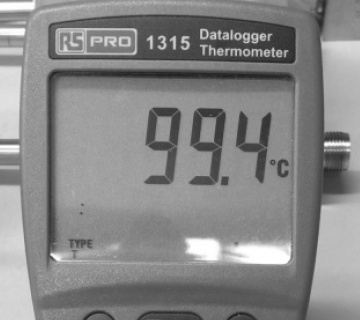 RS PRO 1315 Datalogger
Thermometer
99.4 °C
TYPE
T